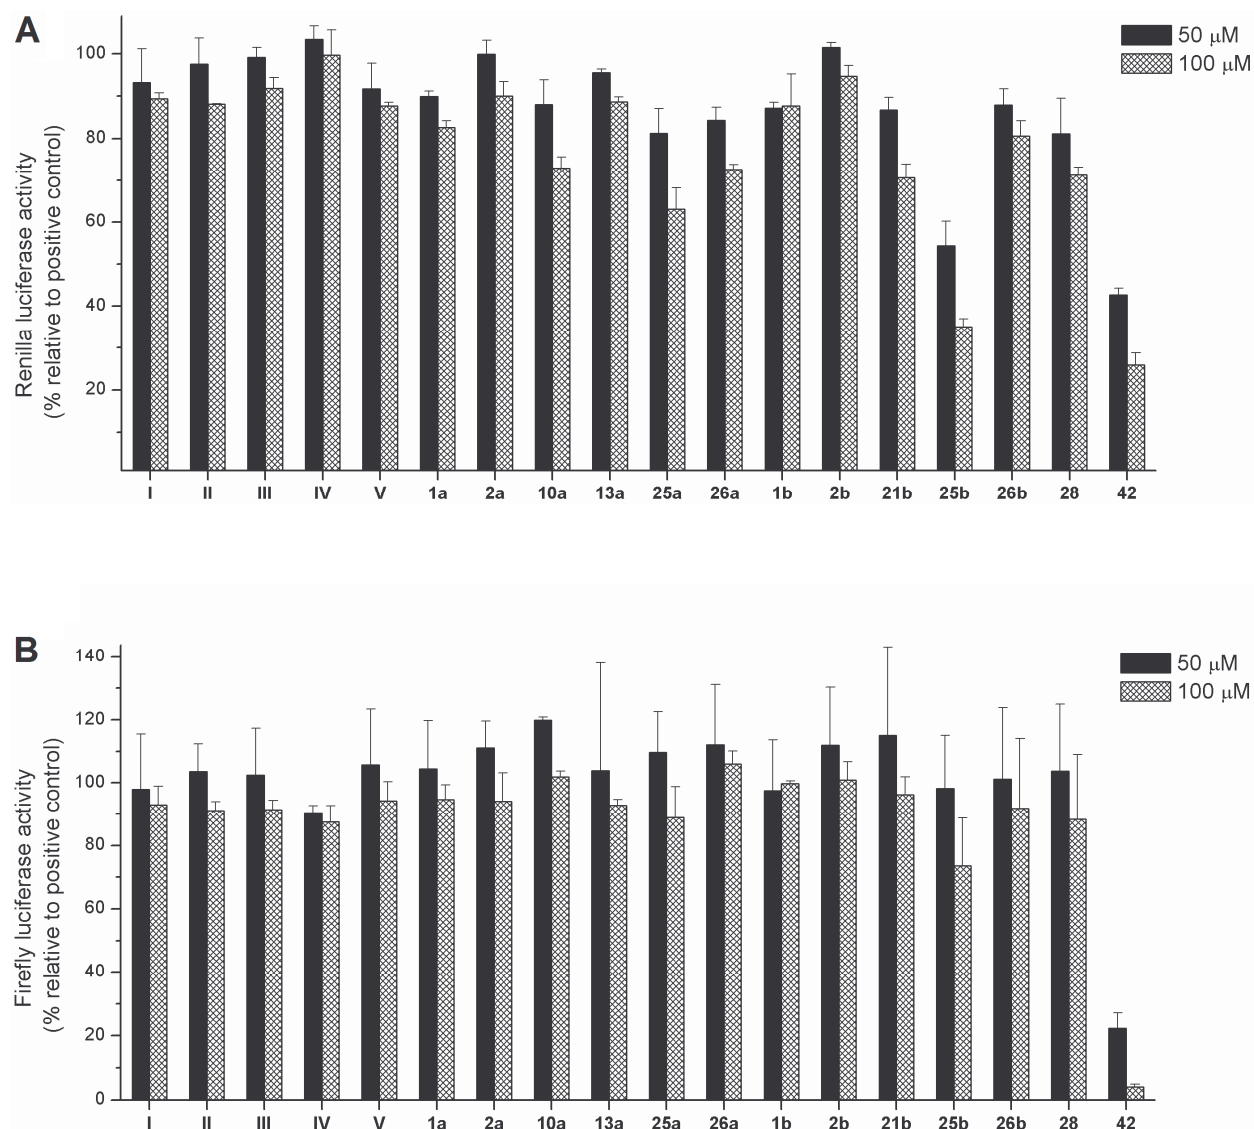 A
50 μM
100 μM
Renilla luciferase activity
(% relative to positive control)
100
80
60
40
20
I II III IV V 1a 2a 10a 13a 25a 26a 1b 2b 21b 25b 26b 28 42
B
50 μM
100 μM
Firefly luciferase activity
(% relative to positive control)
140
120
100
80
60
40
20
0
I II III IV V 1a 2a 10a 13a 25a 26a 1b 2b 21b 25b 26b 28 42